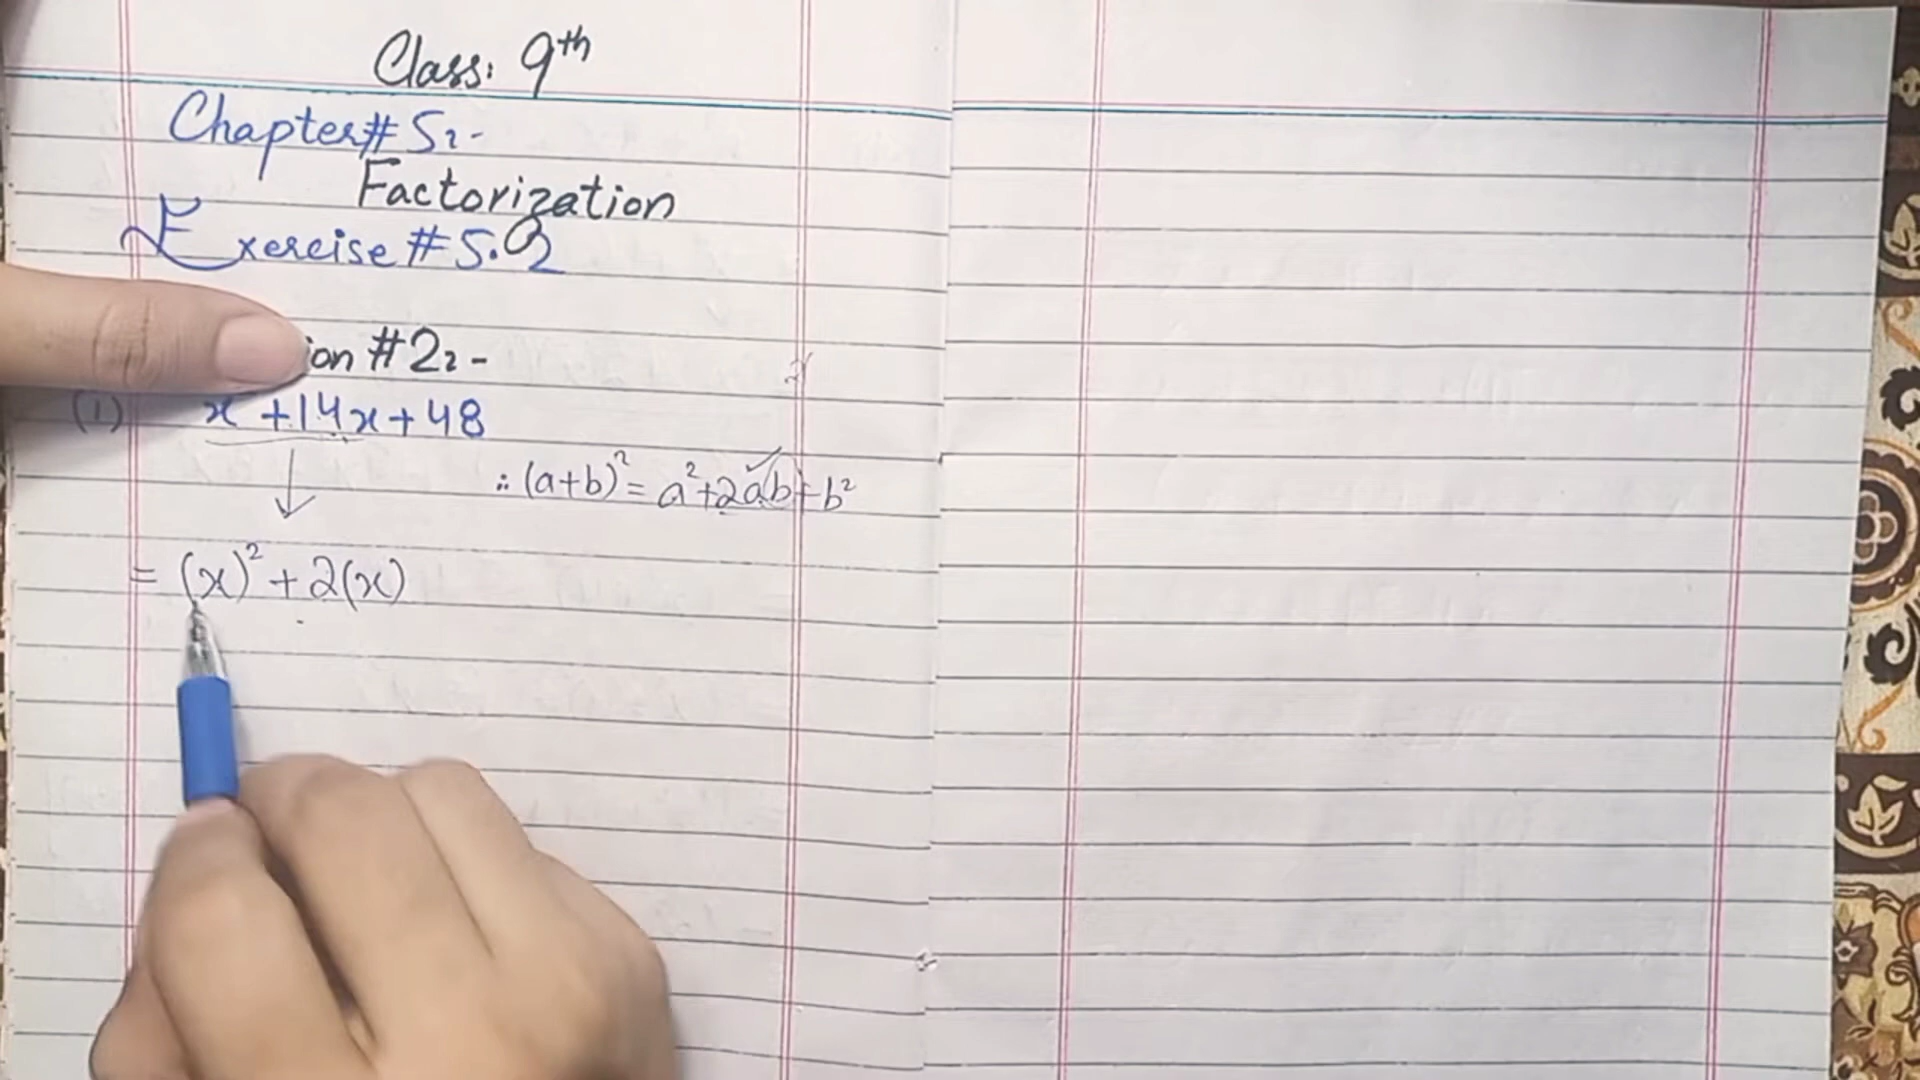 Class: 9th
Chapter# 5:-
Factorization
Exercise # 5.2
ion #2:-
(1) x +14x+48
∴ (a+b)² = a²+2ab+b²
= (x)² + 2(x)